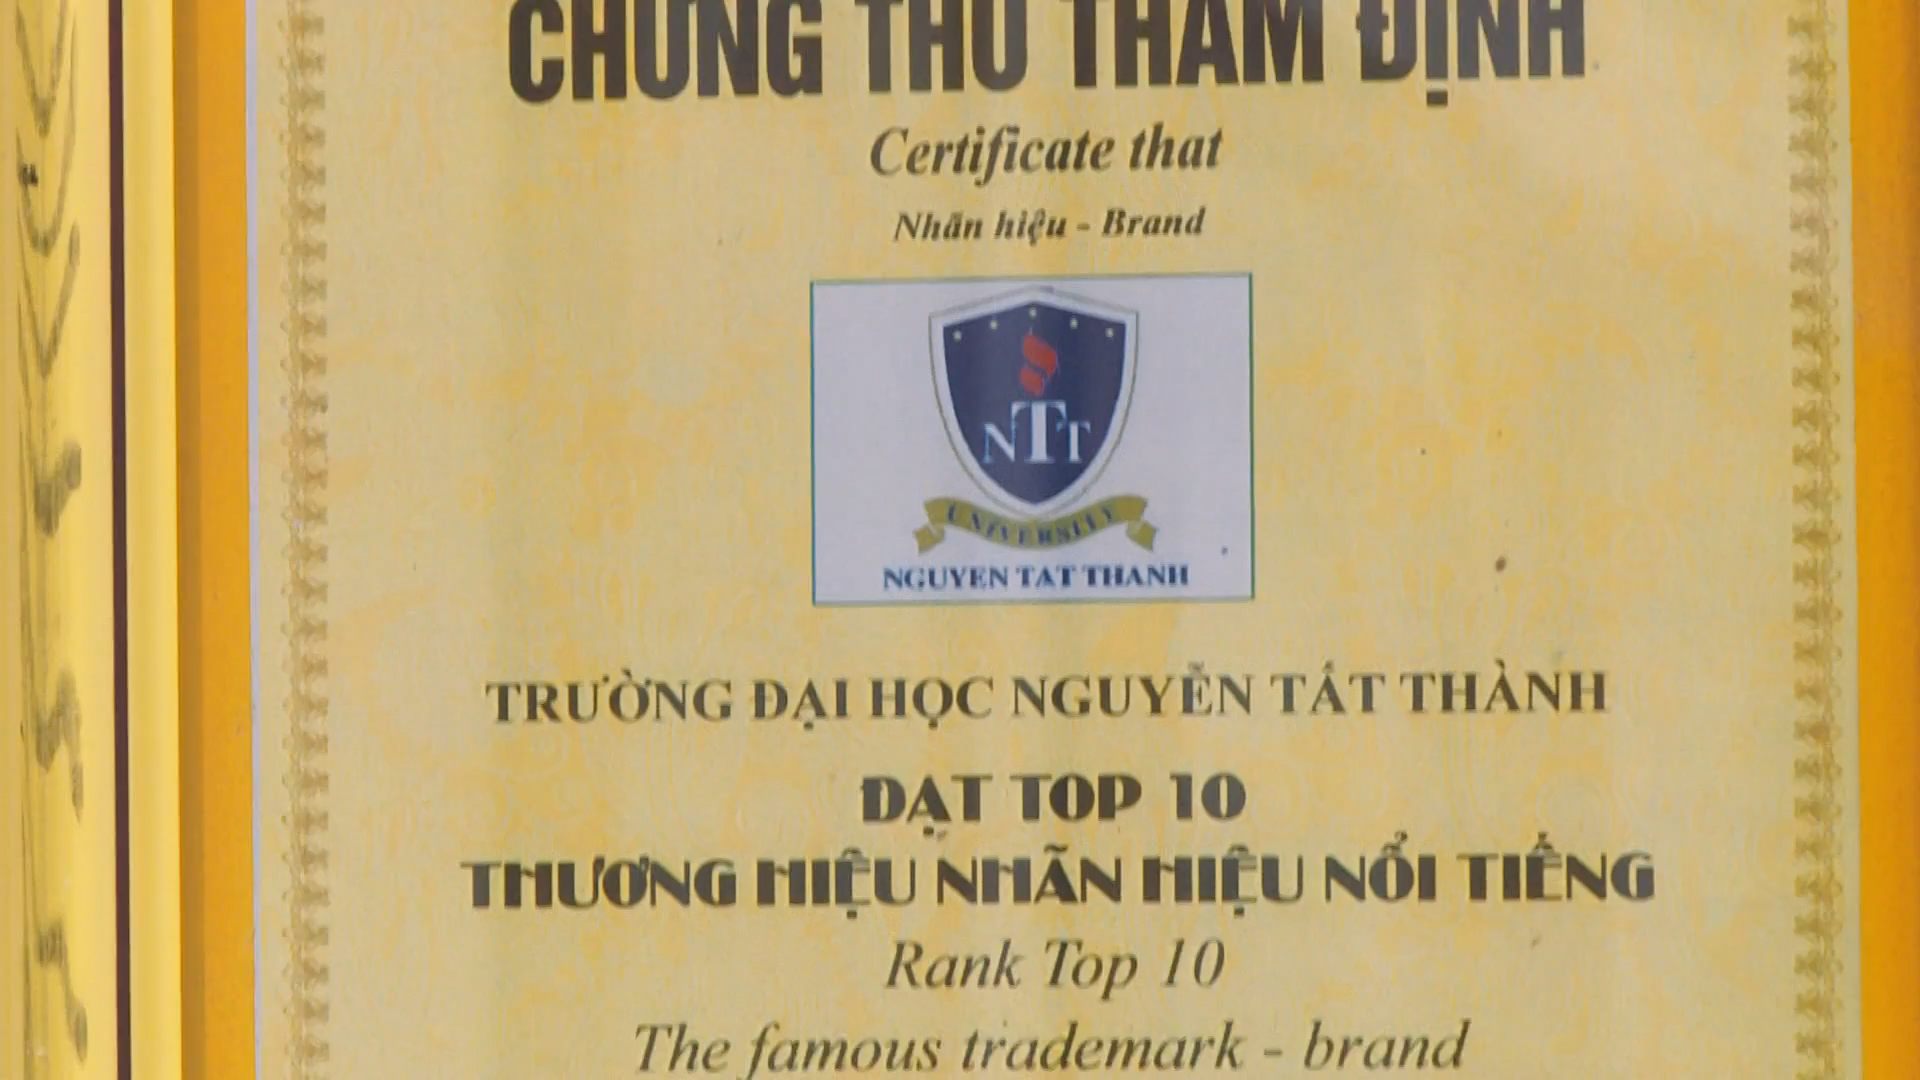 CHỨNG THƯ THẨM ĐỊNH
Certificate that
Nhãn hiệu - Brand
NTT
UNIVERSITY
NGUYEN TAT THANH
TRƯỜNG ĐẠI HỌC NGUYỄN TẤT THÀNH
ĐẠT TOP 10
THƯƠNG HIỆU NHÃN HIỆU NỔI TIẾNG
Rank Top 10
The famous trademark - brand